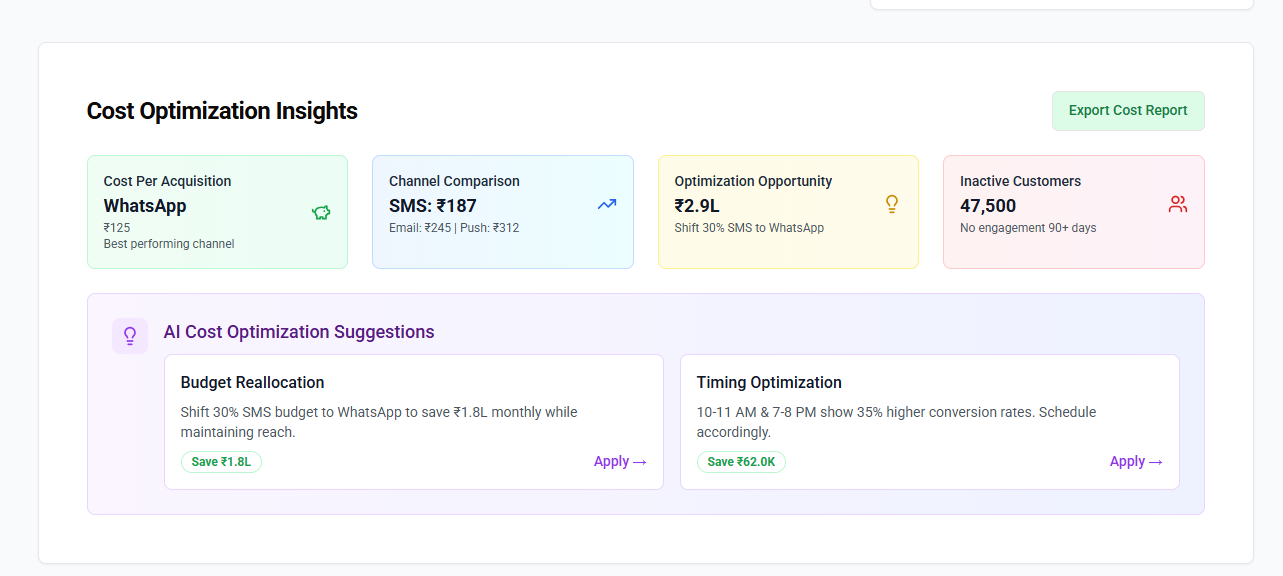 Cost Optimization Insights
Export Cost Report
Cost Per Acquisition
WhatsApp
₹125
Best performing channel
Channel Comparison
SMS: ₹187
Email: ₹245 | Push: ₹312
Optimization Opportunity
₹2.9L
Shift 30% SMS to WhatsApp
Inactive Customers
47,500
No engagement 90+ days
AI Cost Optimization Suggestions
Budget Reallocation
Shift 30% SMS budget to WhatsApp to save ₹1.8L monthly while
maintaining reach.
Save ₹1.8L
Apply →
Timing Optimization
10-11 AM & 7-8 PM show 35% higher conversion rates. Schedule
accordingly.
Save ₹62.0K
Apply →